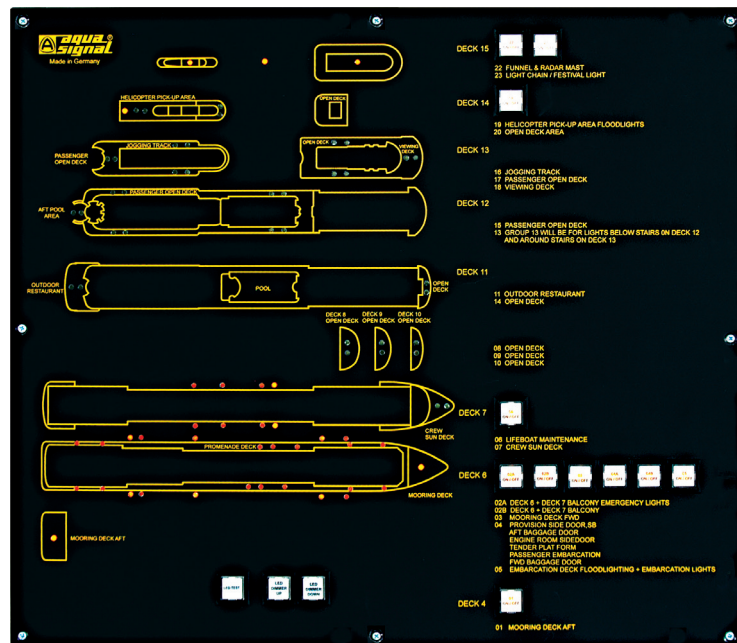 aqua
signal
Made in Germany
DECK 15
22 FUNNEL & RADAR MAST
23 LIGHT CHAIN / FESTIVAL LIGHT
HELICOPTER PICK-UP AREA
OPEN DECK
DECK 14
19 HELICOPTER PICK-UP AREA FLOODLIGHTS
20 OPEN DECK AREA
PASSENGER
OPEN DECK
JOGGING TRACK
OPEN DECK
VIEWING
DECK
DECK 13
16 JOGGING TRACK
17 PASSENGER OPEN DECK
18 VIEWING DECK
AFT POOL
AREA
PASSENGER OPEN DECK
DECK 12
15 PASSENGER OPEN DECK
13 GROUP 13 WILL BE FOR LIGHTS BELOW STAIRS ON DECK 12
AND AROUND STAIRS ON DECK 13
OUTDOOR
RESTAURANT
POOL
OPEN
DECK
DECK 11
11 OUTDOOR RESTAURANT
14 OPEN DECK
DECK 8
OPEN DECK
DECK 9
OPEN DECK
DECK 10
OPEN DECK
08 OPEN DECK
09 OPEN DECK
10 OPEN DECK
CREW
SUN DECK
DECK 7
06 LIFEBOAT MAINTENANCE
07 CREW SUN DECK
PROMENADE DECK
MOORING DECK
DECK 6
02A DECK 6 + DECK 7 BALCONY EMERGENCY LIGHTS
02B DECK 6 + DECK 7 BALCONY
03 MOORING DECK FWD
04 PROVISION SIDE DOOR,SB
AFT BAGGAGE DOOR
ENGINE ROOM SIDEDOOR
TENDER PLAT FORM
PASSENGER EMBARCATION
FWD BAGGAGE DOOR
05 EMBARCATION DECK FLOODLIGHTING + EMBARCATION LIGHTS
MOORING DECK AFT
LED TEST
LED
DIMMER
UP
LED
DIMMER
DOWN
DECK 4
01 MOORING DECK AFT